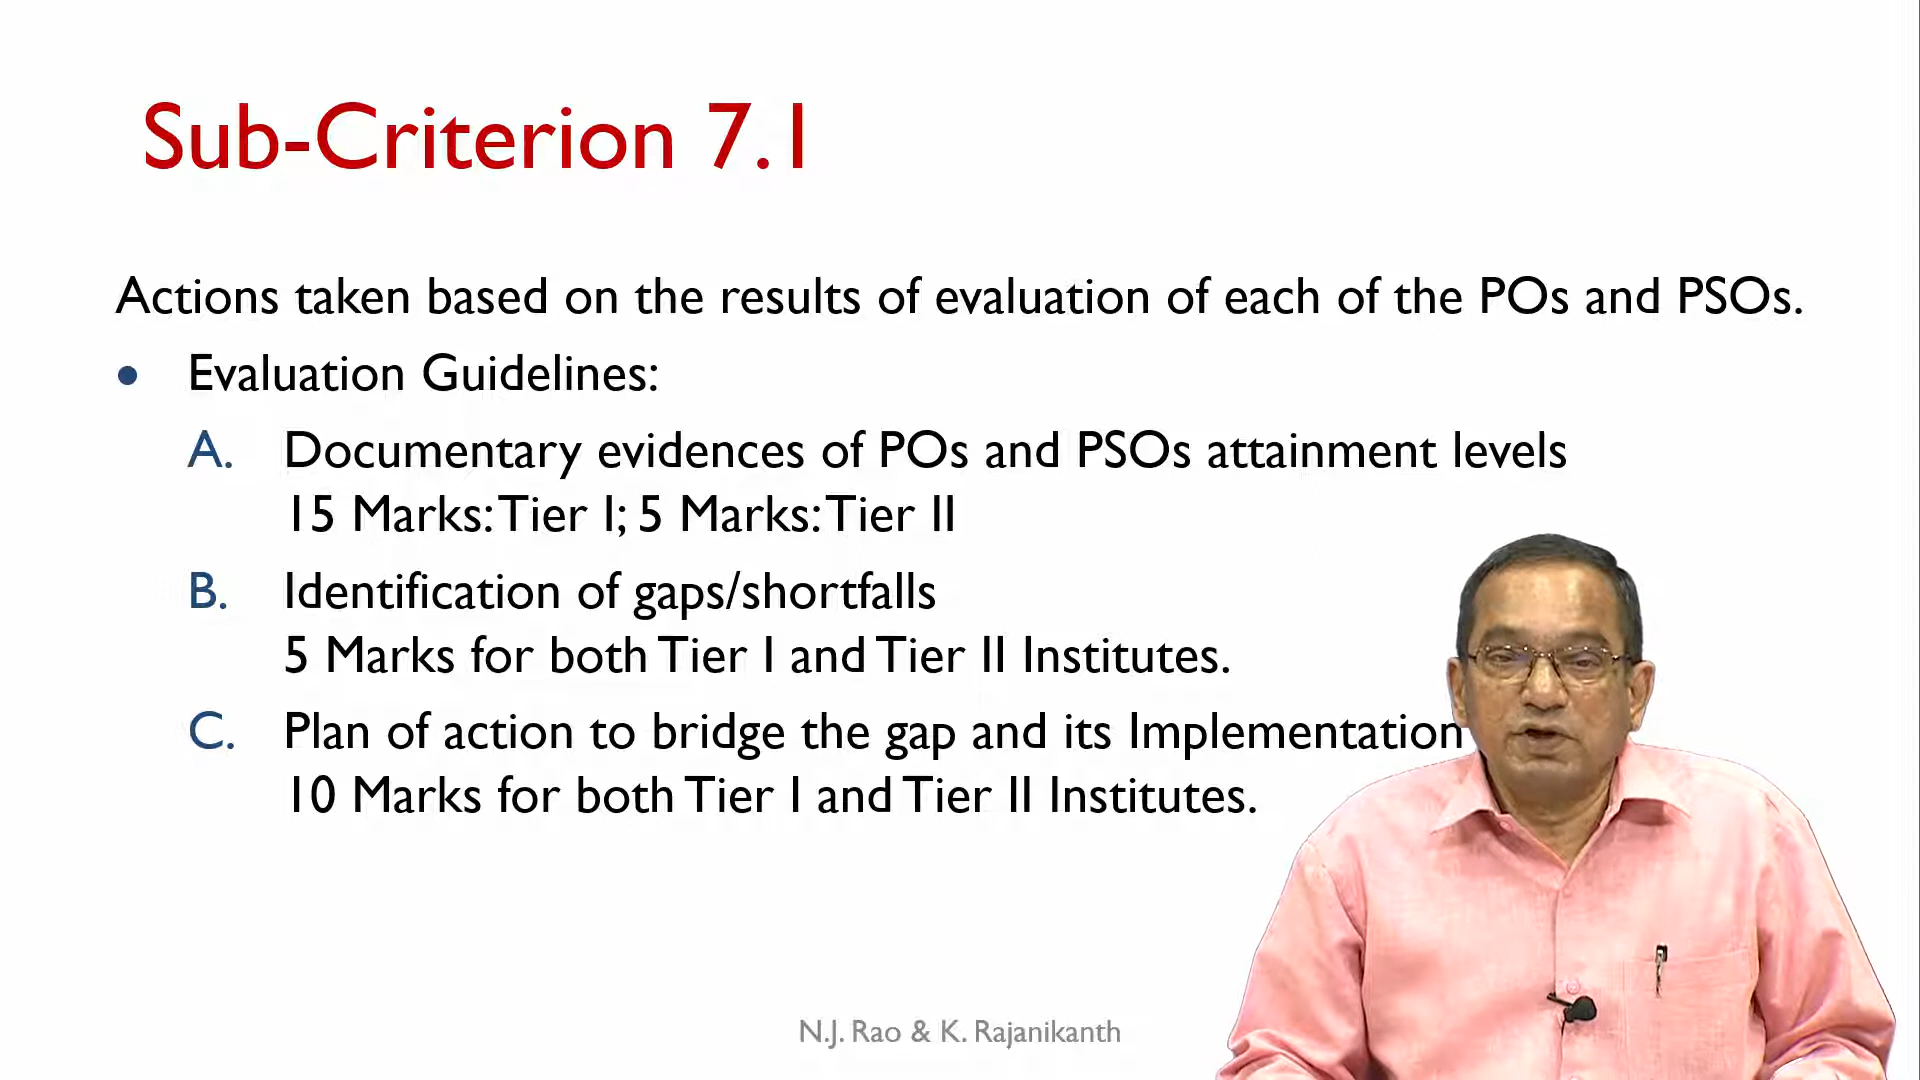 Sub-Criterion 7.1
Actions taken based on the results of evaluation of each of the POs and PSOs.
• Evaluation Guidelines:
A. Documentary evidences of POs and PSOs attainment levels
15 Marks: Tier I; 5 Marks: Tier II
B. Identification of gaps/shortfalls
5 Marks for both Tier I and Tier II Institutes.
C. Plan of action to bridge the gap and its Implementation
10 Marks for both Tier I and Tier II Institutes.
N.J. Rao & K. Rajanikanth